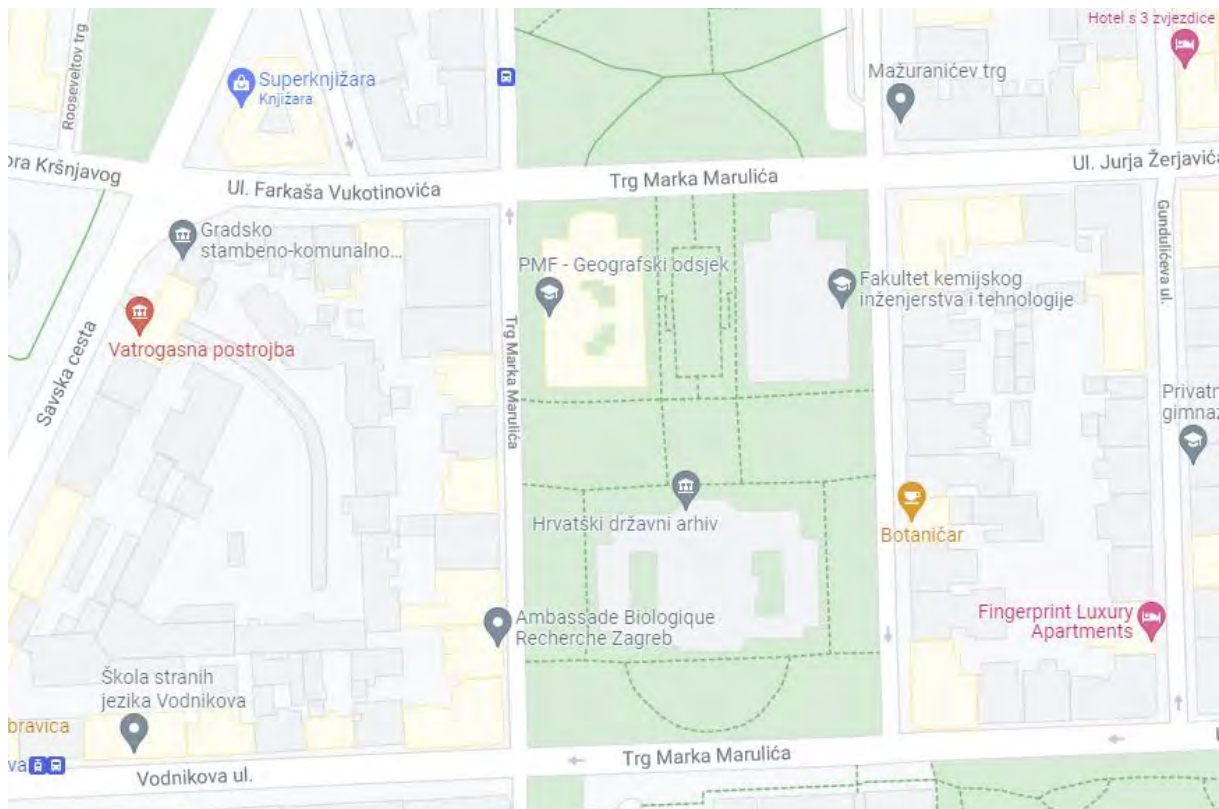 Hotel s 3 zvjezdice
Rooseveltov trg
Superknjižara
Knjižara
Mažuranićev trg
ora Kršnjavog
Ul. Farkaša Vukotinovića
Trg Marka Marulića
Ul. Jurja Žerjavića
Gundulićeva ul.
Gradsko
stambeno-komunalno...
PMF - Geografski odsjek
Fakultet kemijskog
inženjerstva i tehnologije
Vatrogasna postrojba
Savska cesta
Trg Marka Marulića
Privatn
gimnaz
Hrvatski državni arhiv
Botaničar
Ambassade Biologique
Recherche Zagreb
Fingerprint Luxury
Apartments
Škola stranih
jezika Vodnikova
bravica
va
Vodnikova ul.
Trg Marka Marulića